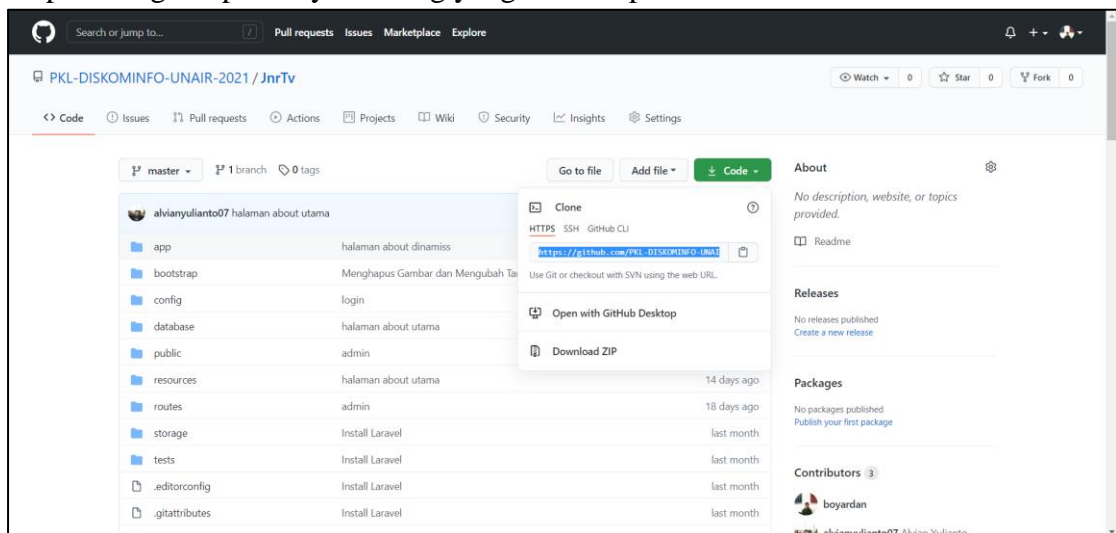 Search or jump to... / Pull requests Issues Marketplace Explore
PKL-DISKOMINFO-UNAIR-2021 / JnrTv
Watch 0 Star 0 Fork 0
Code Issues Pull requests Actions Projects Wiki Security Insights Settings
master 1 branch 0 tags
Go to file Add file Code
alvianyulianto07 halaman about utama
app halaman about dinamiss
bootstrap Menghapus Gambar dan Mengubah
config login
database halaman about utama
public admin
resources halaman about utama 14 days ago
routes admin 18 days ago
storage Install Laravel last month
tests Install Laravel last month
.editorconfig Install Laravel last month
.gitattributes Install Laravel last month
Clone
HTTPS SSH GitHub CLI
https://github.com/PKL-DISKOMINFO-UNAI
Use Git or checkout with SVN using the web URL.
Open with GitHub Desktop
Download ZIP
About
No description, website, or topics
provided.
Readme
Releases
No releases published
Create a new release
Packages
No packages published
Publish your first package
Contributors 3
boyardan